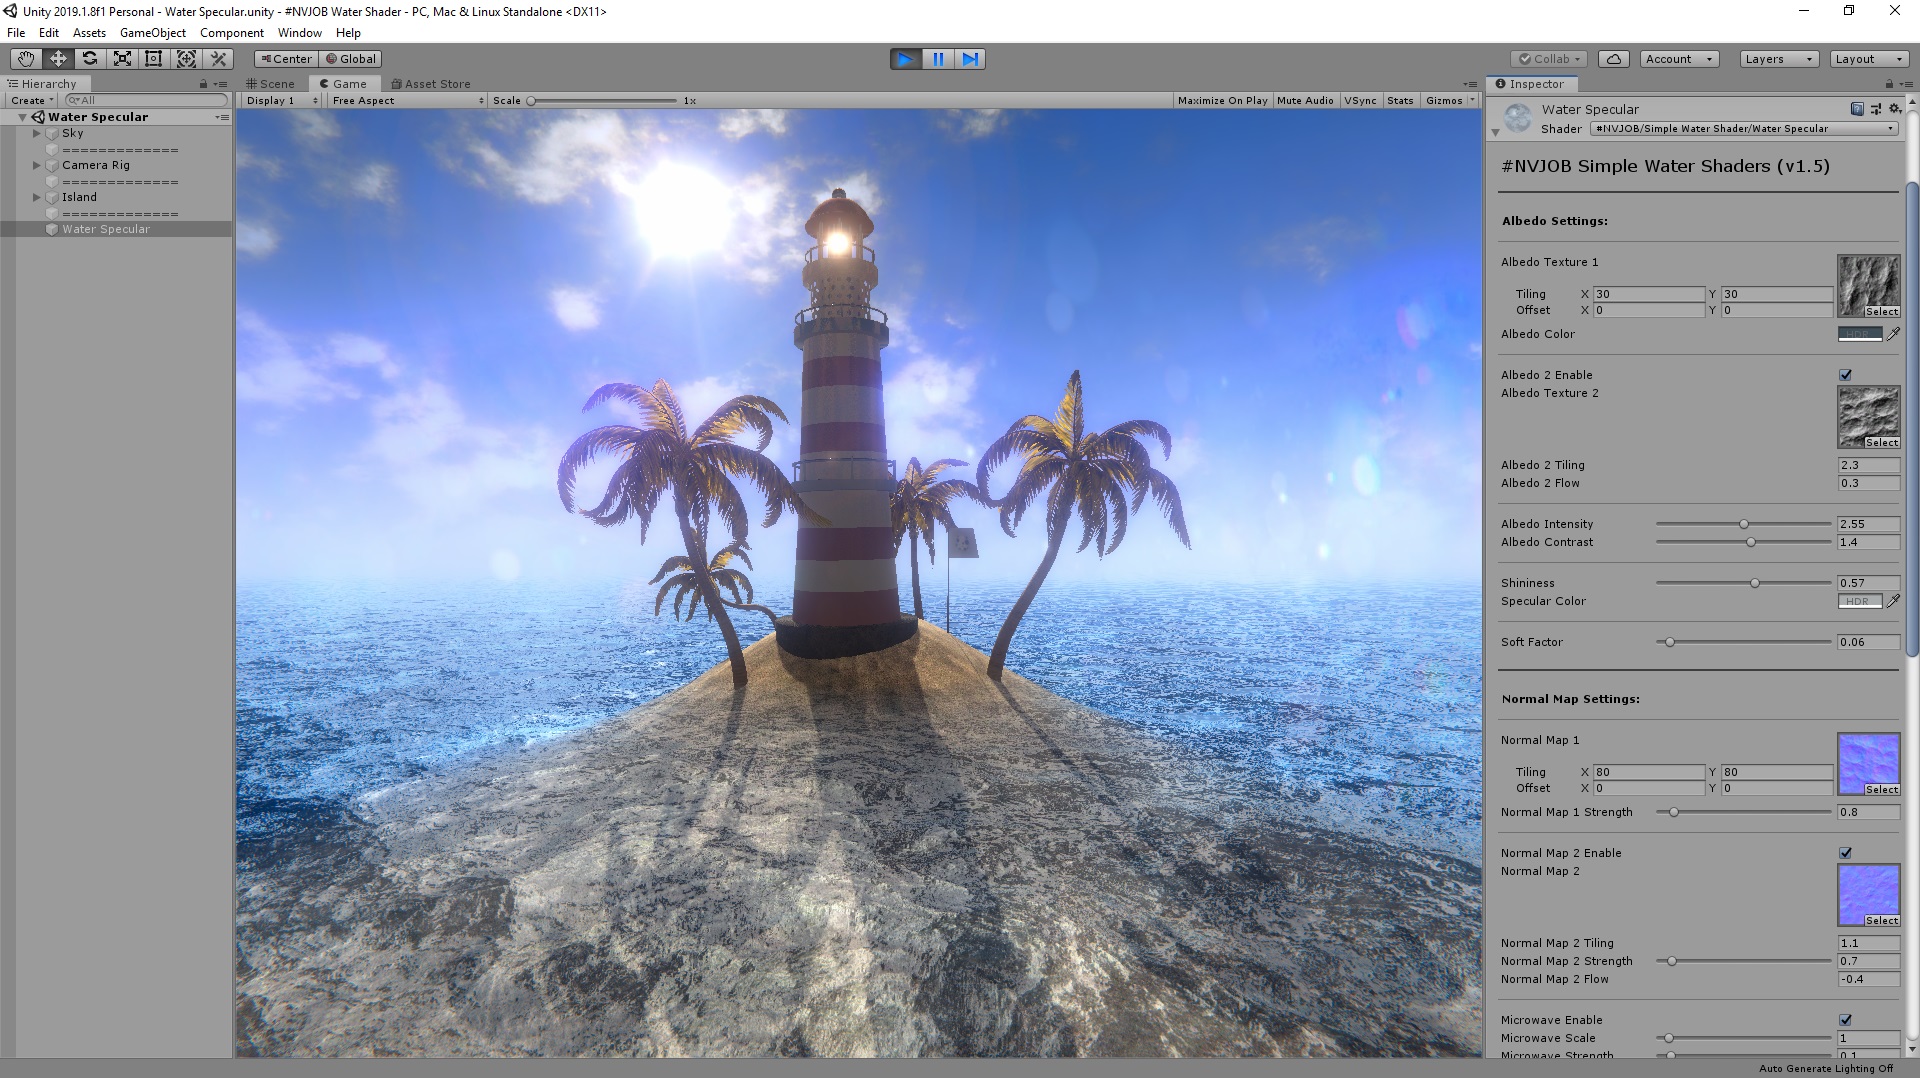 Unity 2019.1.8f1 Personal - Water Specular.unity - #NVJOB Water Shader - PC, Mac & Linux Standalone <DX11>
File Edit Assets GameObject Component Window Help
Center Global Collab Account Layers Layout
Hierarchy Scene Game Asset Store Inspector
Create All Display 1 Free Aspect Scale 1x Maximize On Play Mute Audio VSync Stats Gizmos
Water Specular
Sky
=============
Camera Rig
=============
Island
=============
Water Specular
Water Specular
Shader #NVJOB/Simple Water Shader/Water Specular
#NVJOB Simple Water Shaders (v1.5)
Albedo Settings:
Albedo Texture 1
Tiling X 30 Y 30
Offset X 0 Y 0
Select
Albedo Color HDR
Albedo 2 Enable
Albedo Texture 2
Select
Albedo 2 Tiling 2.3
Albedo 2 Flow 0.3
Albedo Intensity 2.55
Albedo Contrast 1.4
Shininess 0.57
Specular Color HDR
Soft Factor 0.06
Normal Map Settings:
Normal Map 1
Tiling X 80 Y 80
Offset X 0 Y 0
Select
Normal Map 1 Strength 0.8
Normal Map 2 Enable
Normal Map 2
Select
Normal Map 2 Tiling 1.1
Normal Map 2 Strength 0.7
Normal Map 2 Flow -0.4
Microwave Enable
Microwave Scale 1
Microwave Strength 0.1
Auto Generate Lighting Off